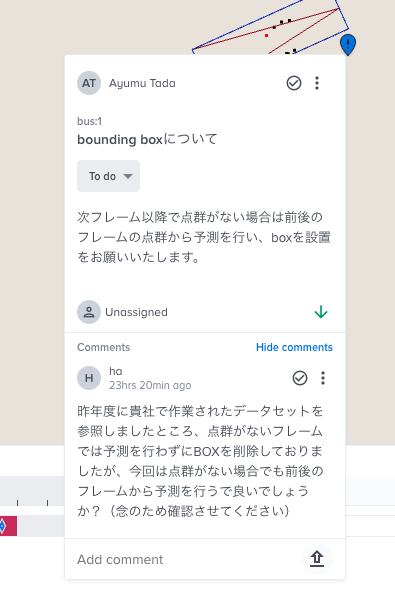 AT Ayumu Tada
bus:1
bounding boxについて
To do
次フレーム以降で点群がない場合は前後の
フレームの点群から予測を行い、boxを設置
をお願いいたします。
Unassigned
Comments Hide comments
H ha
23hrs 20min ago
昨年度に貴社で作業されたデータセットを
参照しましたところ、点群がないフレーム
では予測を行わずにBOXを削除しておりま
したが、今回は点群がない場合でも前後の
フレームから予測を行うで良いでしょう
か？（念のため確認させてください）
Add comment